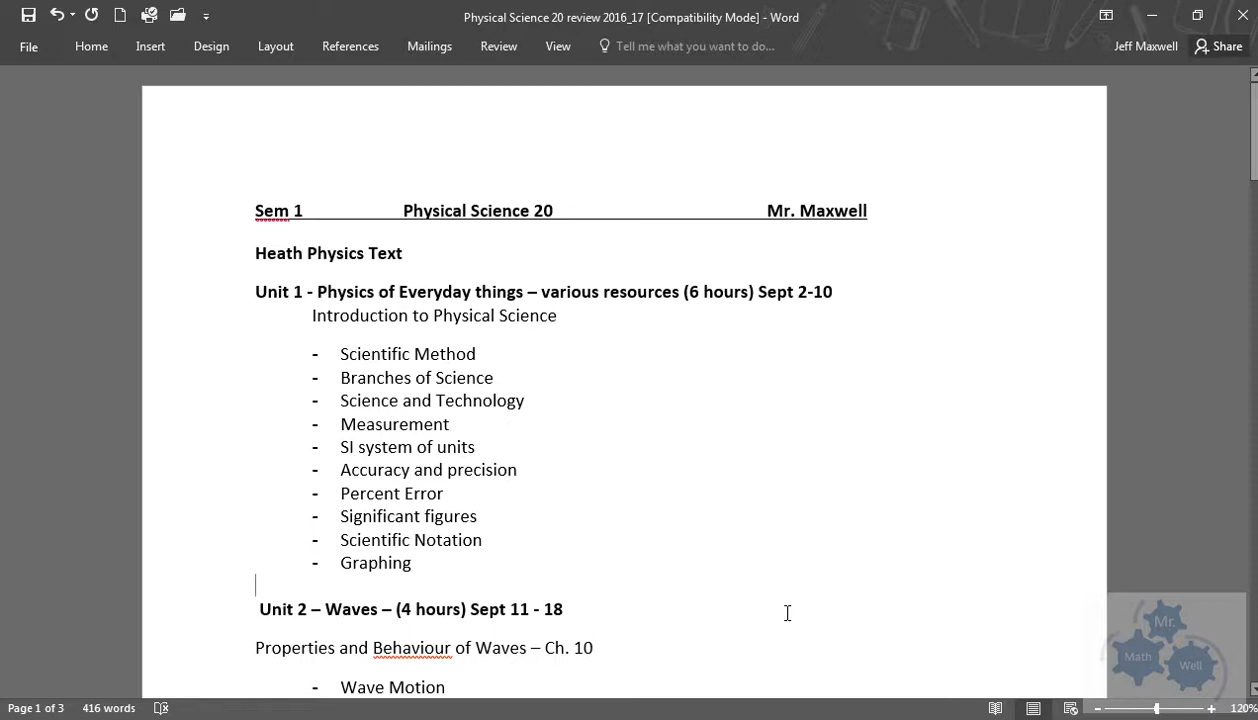 Physical Science 20 review 2016_17 [Compatibility Mode] - Word
File Home Insert Design Layout References Mailings Review View Tell me what you want to do... Jeff Maxwell Share
Sem 1 Physical Science 20 Mr. Maxwell
Heath Physics Text
Unit 1 - Physics of Everyday things – various resources (6 hours) Sept 2-10
Introduction to Physical Science
- Scientific Method
- Branches of Science
- Science and Technology
- Measurement
- SI system of units
- Accuracy and precision
- Percent Error
- Significant figures
- Scientific Notation
- Graphing
Unit 2 – Waves – (4 hours) Sept 11 - 18
Properties and Behaviour of Waves – Ch. 10
- Wave Motion
Mr.
Math Well
Page 1 of 3 416 words 120%